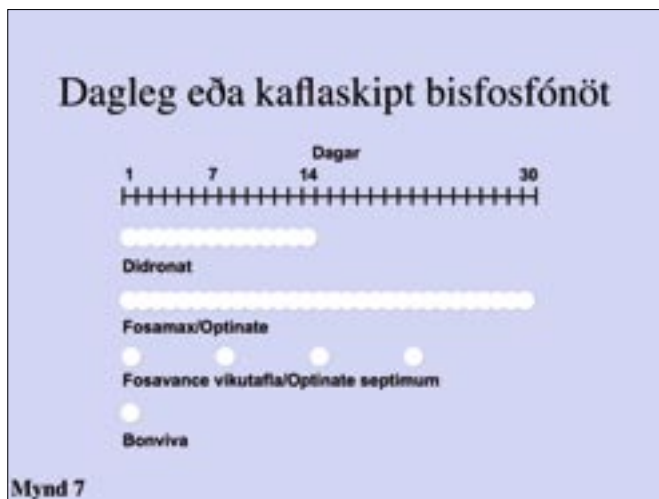 Dagleg eða kaflaskipt bisfosfónöt
Dagar
1 7 14 30
Didronat
Fosamax/Optinate
Fosavance vikutafla/Optinate septimum
Bonviva
Mynd 7